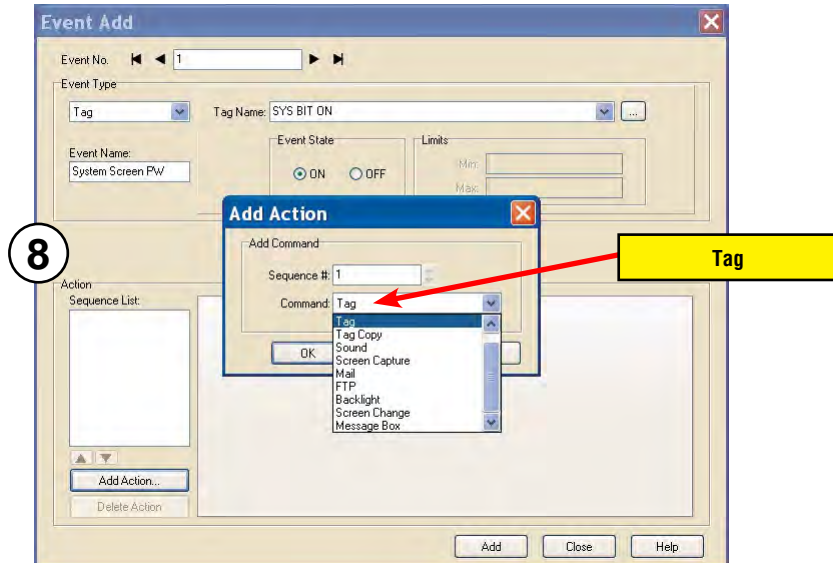 Event Add
Event No.
1
Event Type
Tag
Tag Name:
SYS BIT ON
...
Event Name:
System Screen PW
Event State
ON
OFF
Limits
Min:
Max:
8
Add Action
Add Command
Sequence #:
1
Command:
Tag
Tag
Tag Copy
Sound
Screen Capture
Mail
FTP
Backlight
Screen Change
Message Box
OK
Tag
Action
Sequence List:
Add Action...
Delete Action
Add
Close
Help